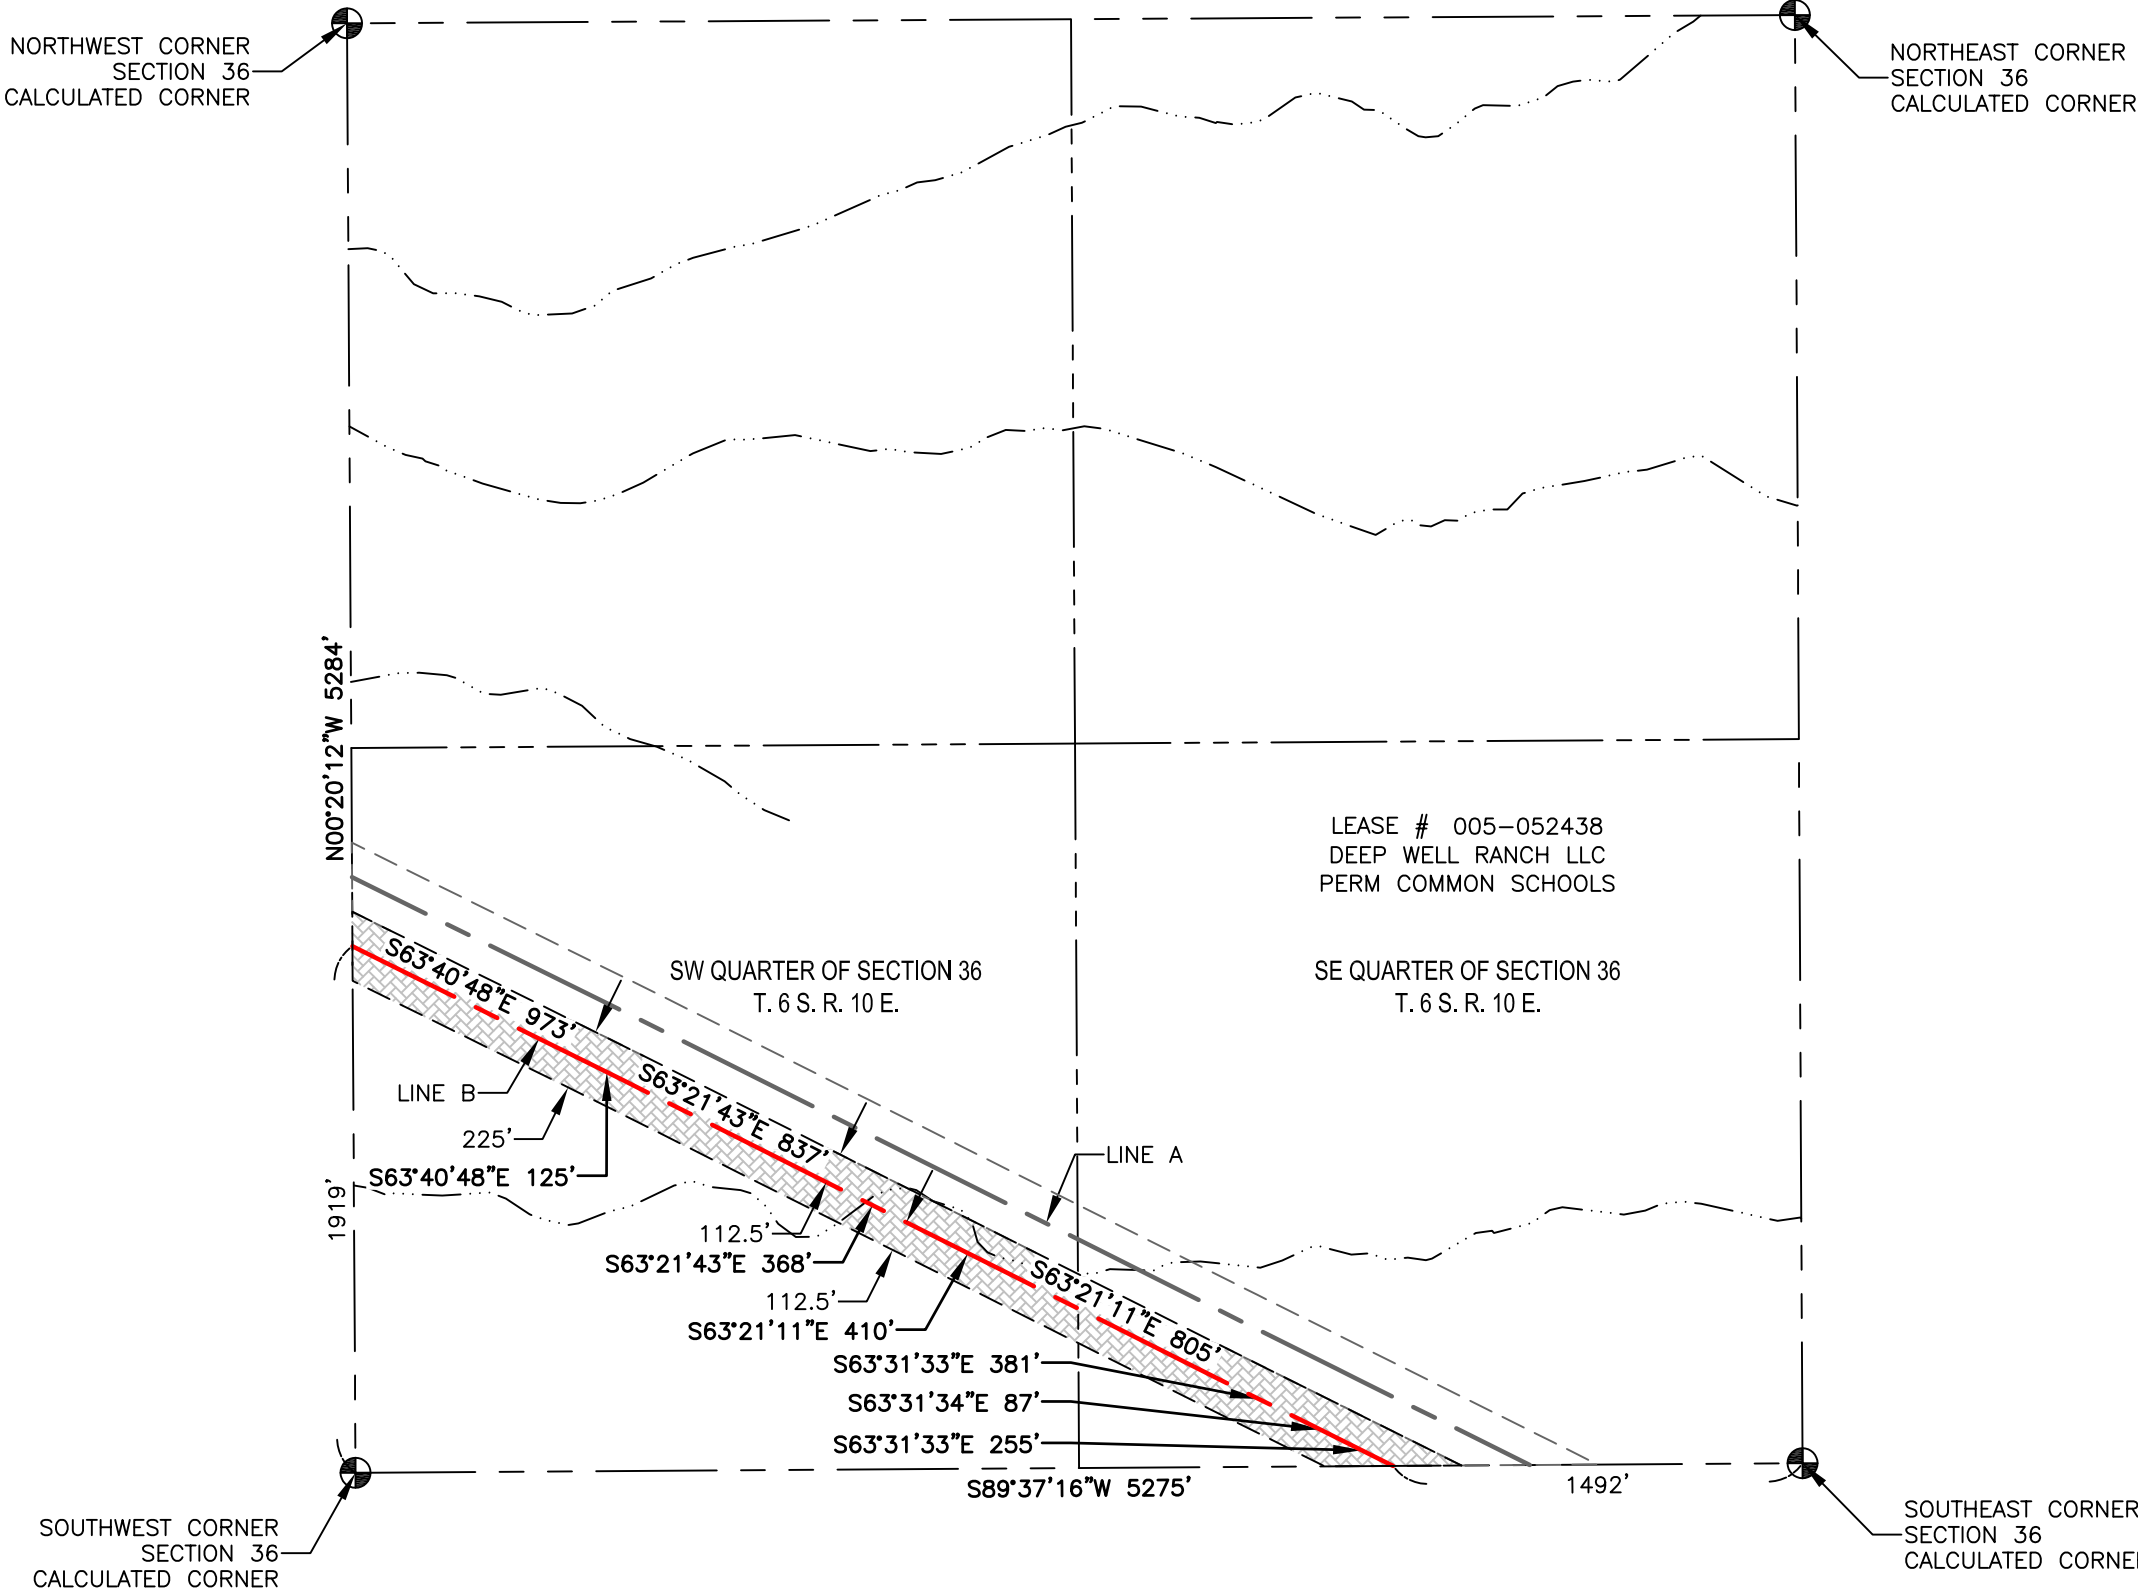 NORTHWEST CORNER
SECTION 36
CALCULATED CORNER
NORTHEAST CORNER
SECTION 36
CALCULATED CORNER
N00°20'12"W 5284'
LEASE # 005-052438
DEEP WELL RANCH LLC
PERM COMMON SCHOOLS
SW QUARTER OF SECTION 36
T. 6 S. R. 10 E.
SE QUARTER OF SECTION 36
T. 6 S. R. 10 E.
S63°40'48"E 973'
LINE B
225'
S63°40'48"E 125'
S63°21'43"E 837'
LINE A
1919'
112.5'
S63°21'43"E 368'
112.5'
S63°21'11"E 410'
S63°21'11"E 805'
S63°31'33"E 381'
S63°31'34"E 87'
S63°31'33"E 255'
S89°37'16"W 5275'
1492'
SOUTHWEST CORNER
SECTION 36
CALCULATED CORNER
SOUTHEAST CORNER
SECTION 36
CALCULATED CORNER